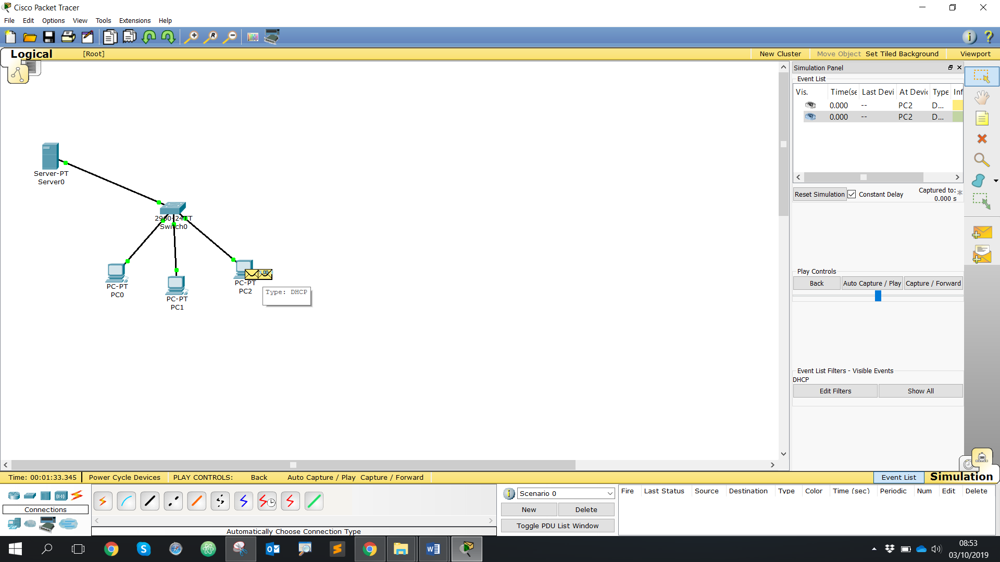 Cisco Packet Tracer
File Edit Options View Tools Extensions Help
Logical [Root] New Cluster Move Object Set Tiled Background Viewport
Simulation Panel
Event List
Vis. Time(se Last Devi At Devic Type Inf
0.000 -- PC2 D...
0.000 -- PC2 D...
Reset Simulation Constant Delay Captured to:
0.000 s
Server-PT
Server0
2960-24TT
Switch0
PC-PT
PC0
PC-PT
PC1
PC-PT
PC2
Type: DHCP
Play Controls
Back Auto Capture / Play Capture / Forward
Event List Filters - Visible Events
DHCP
Edit Filters Show All
Time: 00:01:33.345 Power Cycle Devices PLAY CONTROLS: Back Auto Capture / Play Capture / Forward Event List Simulation
Connections
Automatically Choose Connection Type
Scenario 0
New Delete
Toggle PDU List Window
Fire Last Status Source Destination Type Color Time (sec) Periodic Num Edit Delete
08:53
03/10/2019